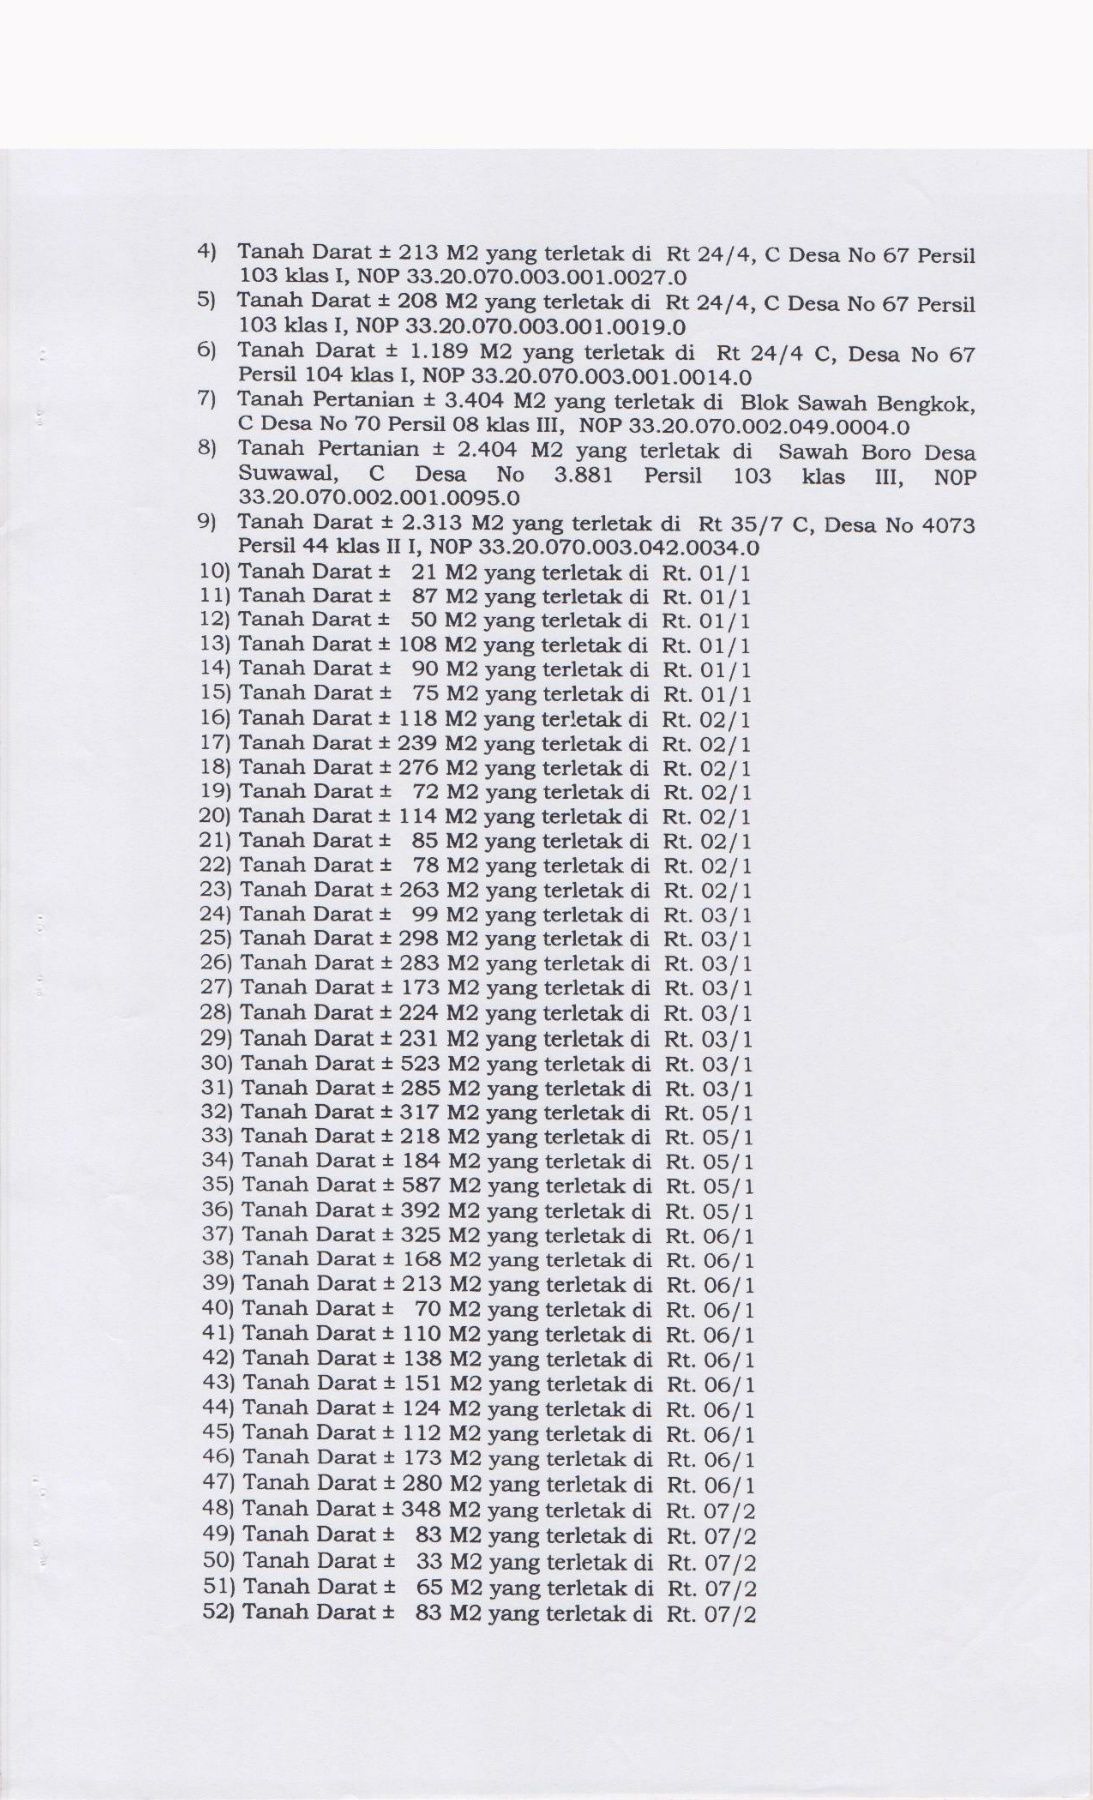 4) Tanah Darat ± 213 M2 yang terletak di Rt 24/4, C Desa No 67 Persil
103 klas I, NOP 33.20.070.003.001.0027.0
5) Tanah Darat ± 208 M2 yang terletak di Rt 24/4, C Desa No 67 Persil
103 klas I, NOP 33.20.070.003.001.0019.0
6) Tanah Darat ± 1.189 M2 yang terletak di Rt 24/4 C, Desa No 67
Persil 104 klas I, NOP 33.20.070.003.001.0014.0
7) Tanah Pertanian ± 3.404 M2 yang terletak di Blok Sawah Bengkok,
C Desa No 70 Persil 08 klas III, NOP 33.20.070.002.049.0004.0
8) Tanah Pertanian ± 2.404 M2 yang terletak di Sawah Boro Desa
Suwawal, C Desa No 3.881 Persil 103 klas III, NOP
33.20.070.002.001.0095.0
9) Tanah Darat ± 2.313 M2 yang terletak di Rt 35/7 C, Desa No 4073
Persil 44 klas II I, NOP 33.20.070.003.042.0034.0
10) Tanah Darat ± 21 M2 yang terletak di Rt. 01/1
11) Tanah Darat ± 87 M2 yang terletak di Rt. 01/1
12) Tanah Darat ± 50 M2 yang terletak di Rt. 01/1
13) Tanah Darat ± 108 M2 yang terletak di Rt. 01/1
14) Tanah Darat ± 90 M2 yang terletak di Rt. 01/1
15) Tanah Darat ± 75 M2 yang terletak di Rt. 01/1
16) Tanah Darat ± 118 M2 yang terletak di Rt. 02/1
17) Tanah Darat ± 239 M2 yang terletak di Rt. 02/1
18) Tanah Darat ± 276 M2 yang terletak di Rt. 02/1
19) Tanah Darat ± 72 M2 yang terletak di Rt. 02/1
20) Tanah Darat ± 114 M2 yang terletak di Rt. 02/1
21) Tanah Darat ± 85 M2 yang terletak di Rt. 02/1
22) Tanah Darat ± 78 M2 yang terletak di Rt. 02/1
23) Tanah Darat ± 263 M2 yang terletak di Rt. 02/1
24) Tanah Darat ± 99 M2 yang terletak di Rt. 03/1
25) Tanah Darat ± 298 M2 yang terletak di Rt. 03/1
26) Tanah Darat ± 283 M2 yang terletak di Rt. 03/1
27) Tanah Darat ± 173 M2 yang terletak di Rt. 03/1
28) Tanah Darat ± 224 M2 yang terletak di Rt. 03/1
29) Tanah Darat ± 231 M2 yang terletak di Rt. 03/1
30) Tanah Darat ± 523 M2 yang terletak di Rt. 03/1
31) Tanah Darat ± 285 M2 yang terletak di Rt. 03/1
32) Tanah Darat ± 317 M2 yang terletak di Rt. 05/1
33) Tanah Darat ± 218 M2 yang terletak di Rt. 05/1
34) Tanah Darat ± 184 M2 yang terletak di Rt. 05/1
35) Tanah Darat ± 587 M2 yang terletak di Rt. 05/1
36) Tanah Darat ± 392 M2 yang terletak di Rt. 05/1
37) Tanah Darat ± 325 M2 yang terletak di Rt. 06/1
38) Tanah Darat ± 168 M2 yang terletak di Rt. 06/1
39) Tanah Darat ± 213 M2 yang terletak di Rt. 06/1
40) Tanah Darat ± 70 M2 yang terletak di Rt. 06/1
41) Tanah Darat ± 110 M2 yang terletak di Rt. 06/1
42) Tanah Darat ± 138 M2 yang terletak di Rt. 06/1
43) Tanah Darat ± 151 M2 yang terletak di Rt. 06/1
44) Tanah Darat ± 124 M2 yang terletak di Rt. 06/1
45) Tanah Darat ± 112 M2 yang terletak di Rt. 06/1
46) Tanah Darat ± 173 M2 yang terletak di Rt. 06/1
47) Tanah Darat ± 280 M2 yang terletak di Rt. 06/1
48) Tanah Darat ± 348 M2 yang terletak di Rt. 07/2
49) Tanah Darat ± 83 M2 yang terletak di Rt. 07/2
50) Tanah Darat ± 33 M2 yang terletak di Rt. 07/2
51) Tanah Darat ± 65 M2 yang terletak di Rt. 07/2
52) Tanah Darat ± 83 M2 yang terletak di Rt. 07/2